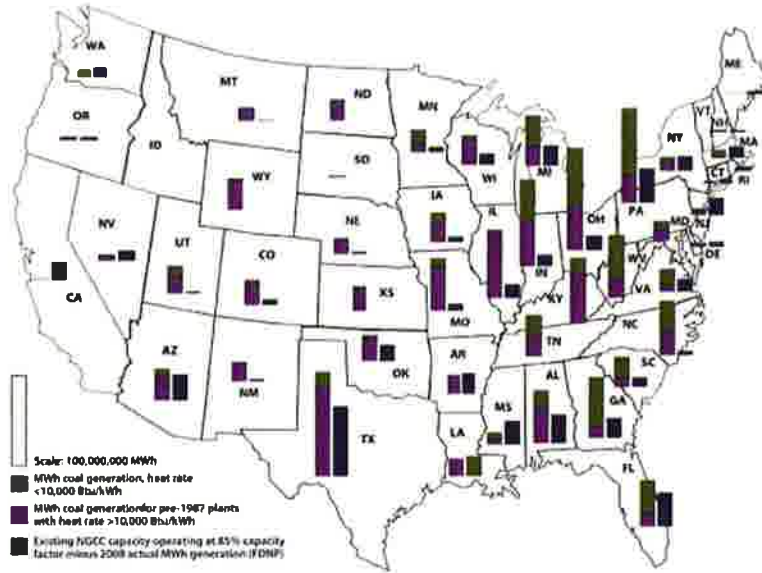 WA
MT
ND
MN
ME
OR
ID
SD
WI
MI
NY
VT
NH
MA
CT
RI
WY
IA
NE
IL
IN
OH
PA
NJ
NV
UT
CO
KS
MO
KY
WV
MD
DE
VA
CA
AZ
NM
OK
AR
TN
NC
SC
TX
LA
MS
AL
GA
FL
Scale: 100,000,000 MWh
MWh coal generation, heat rate
<10,000 Btu/kWh
MWh coal generation for pre-1987 plants
with heat rate >10,000 Btu/kWh
Existing NGCC capacity operating at 85% capacity
factor minus 2008 actual MWh generation (FDNP)